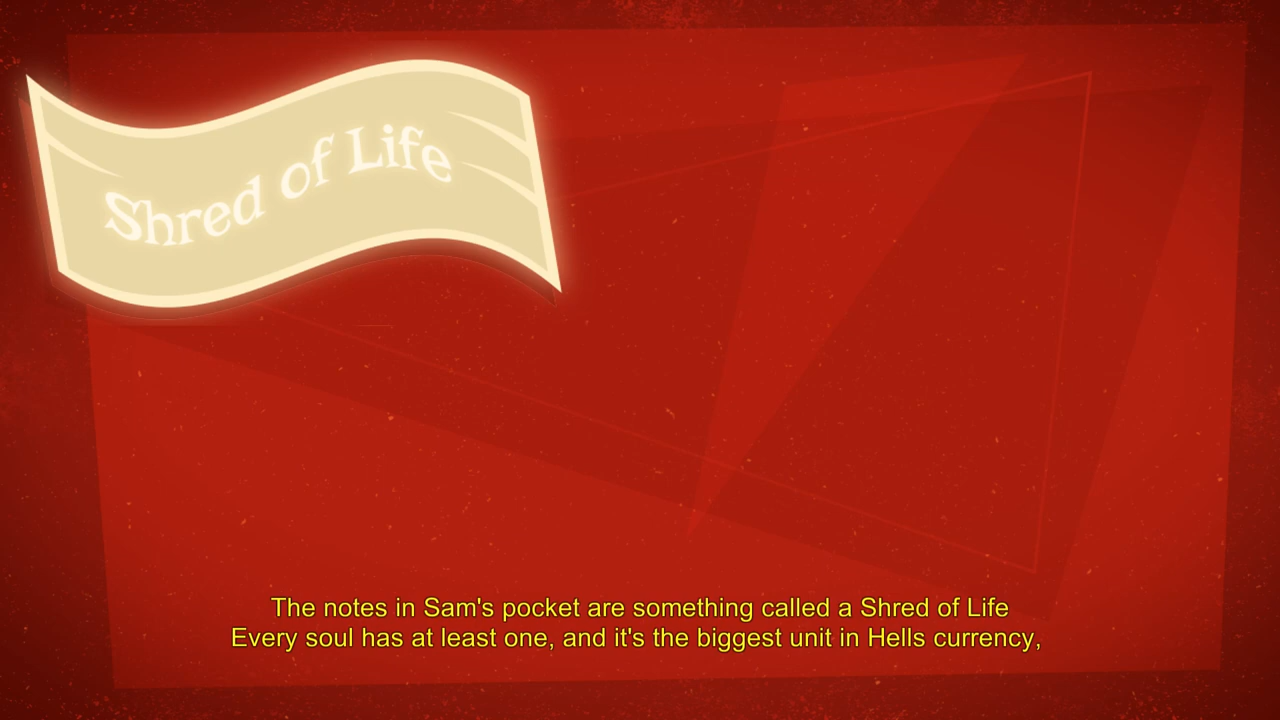 Shred of Life
The notes in Sam's pocket are something called a Shred of Life
Every soul has at least one, and it's the biggest unit in Hells currency,